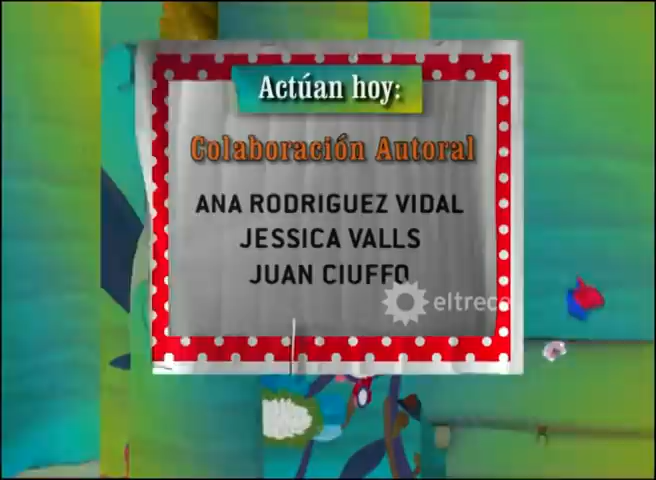 Actúan hoy:
Colaboración Autoral
ANA RODRIGUEZ VIDAL
JESSICA VALLS
JUAN CIUFFO
eltrece